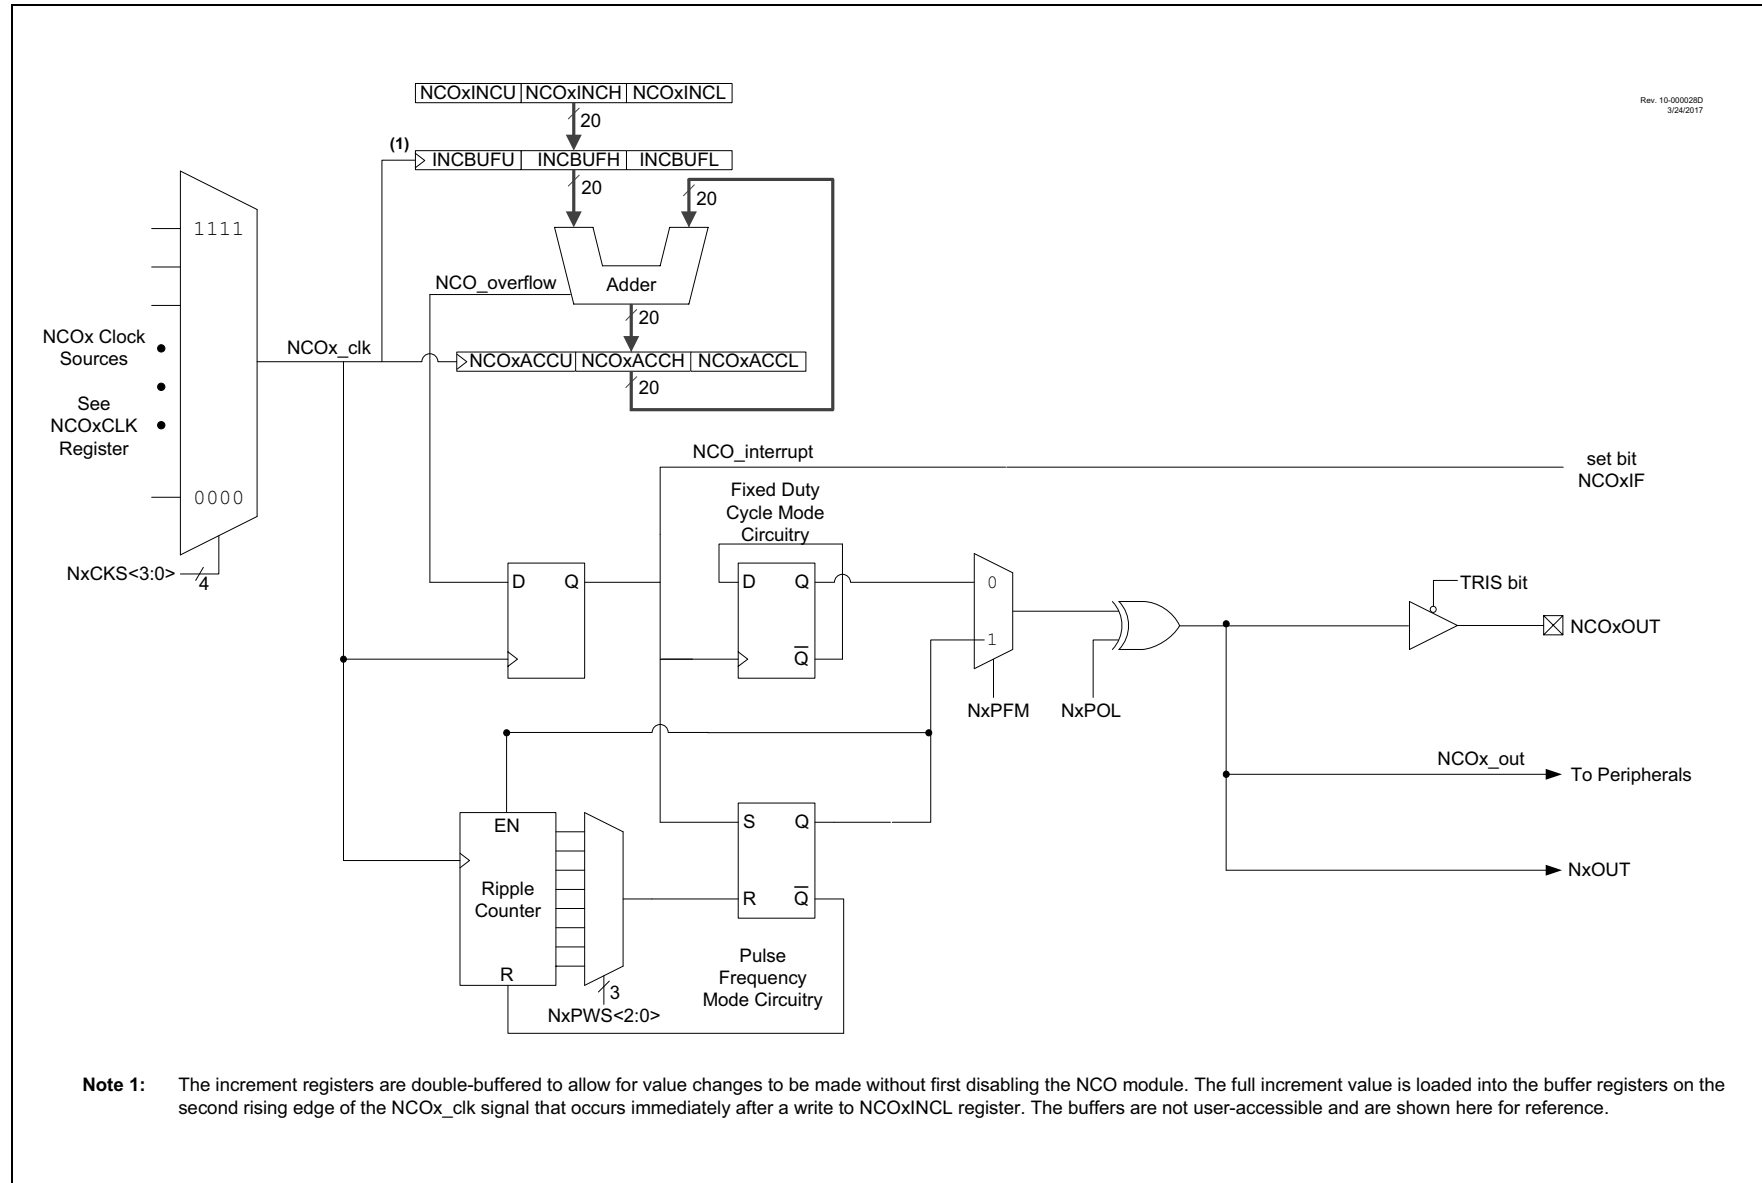 Rev. 10-000028D
3/24/2017
NCOxINCU NCOxINCH NCOxINCL
20
(1)
INCBUFU INCBUFH INCBUFL
20
20
1111
NCO_overflow
Adder
20
NCOx Clock
Sources
NCOx_clk
NCOxACCU NCOxACCH NCOxACCL
20
See
NCOxCLK
Register
NCO_interrupt
set bit
NCOxIF
0000
Fixed Duty
Cycle Mode
Circuitry
NxCKS<3:0>
4
D Q
D Q
0
TRIS bit
NCOxOUT
1
Q
NxPFM
NxPOL
NCOx_out
To Peripherals
EN
S Q
NxOUT
Ripple
Counter
R Q
R
Pulse
Frequency
Mode Circuitry
3
NxPWS<2:0>
Note 1: The increment registers are double-buffered to allow for value changes to be made without first disabling the NCO module. The full increment value is loaded into the buffer registers on the
second rising edge of the NCOx_clk signal that occurs immediately after a write to NCOxINCL register. The buffers are not user-accessible and are shown here for reference.